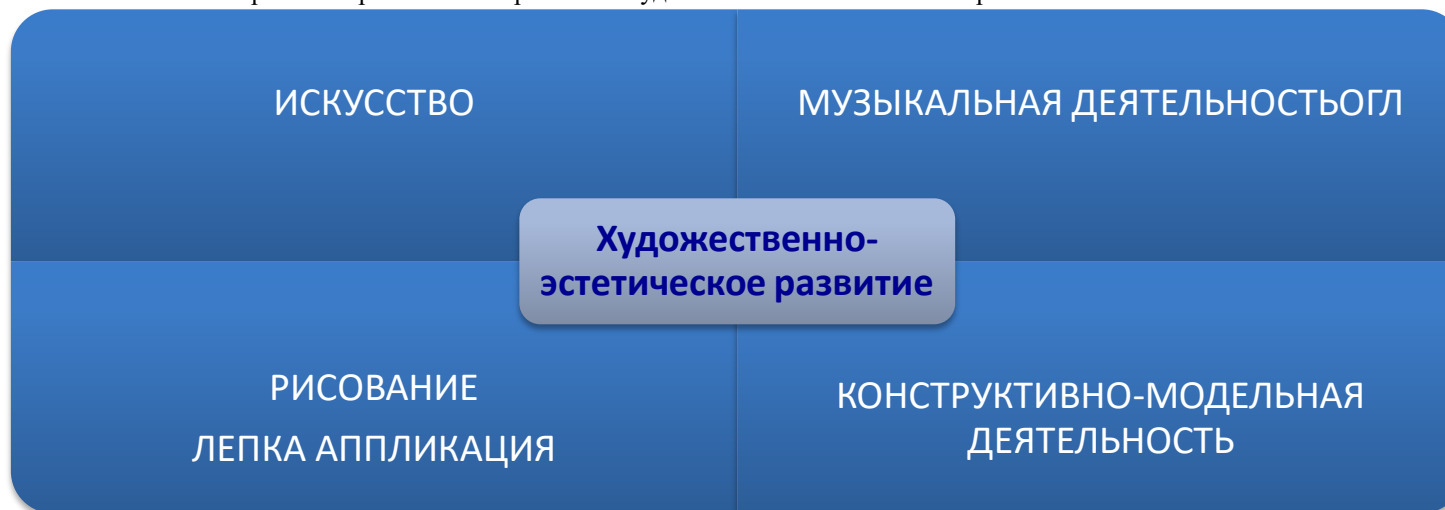 ИСКУССТВО
МУЗЫКАЛЬНАЯ ДЕЯТЕЛЬНОСТЬОГЛ
Художественно-
эстетическое развитие
РИСОВАНИЕ
ЛЕПКА АППЛИКАЦИЯ
КОНСТРУКТИВНО-МОДЕЛЬНАЯ
ДЕЯТЕЛЬНОСТЬ